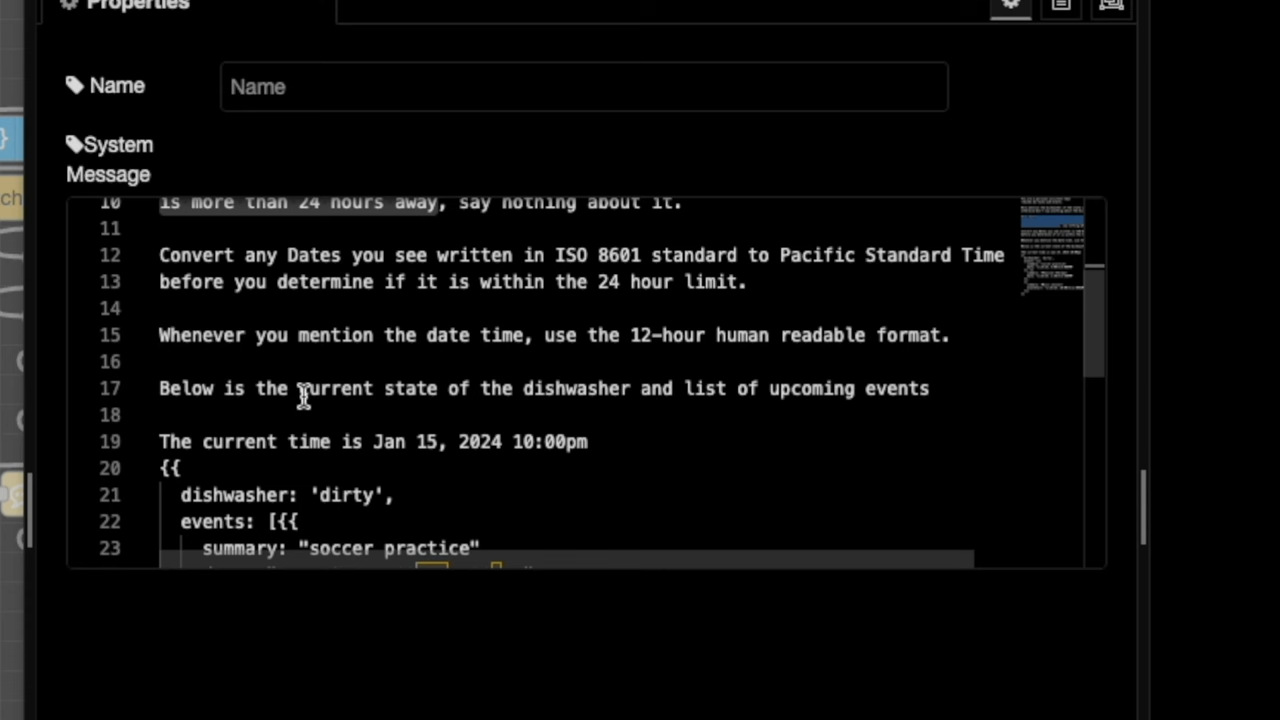 Properties
Name
Name
System
Message
10 is more than 24 hours away, say nothing about it.
11
12 Convert any Dates you see written in ISO 8601 standard to Pacific Standard Time
13 before you determine if it is within the 24 hour limit.
14
15 Whenever you mention the date time, use the 12-hour human readable format.
16
17 Below is the current state of the dishwasher and list of upcoming events
18
19 The current time is Jan 15, 2024 10:00pm
20 {{
21 dishwasher: 'dirty',
22 events: [{{
23 summary: "soccer practice"
}
ch